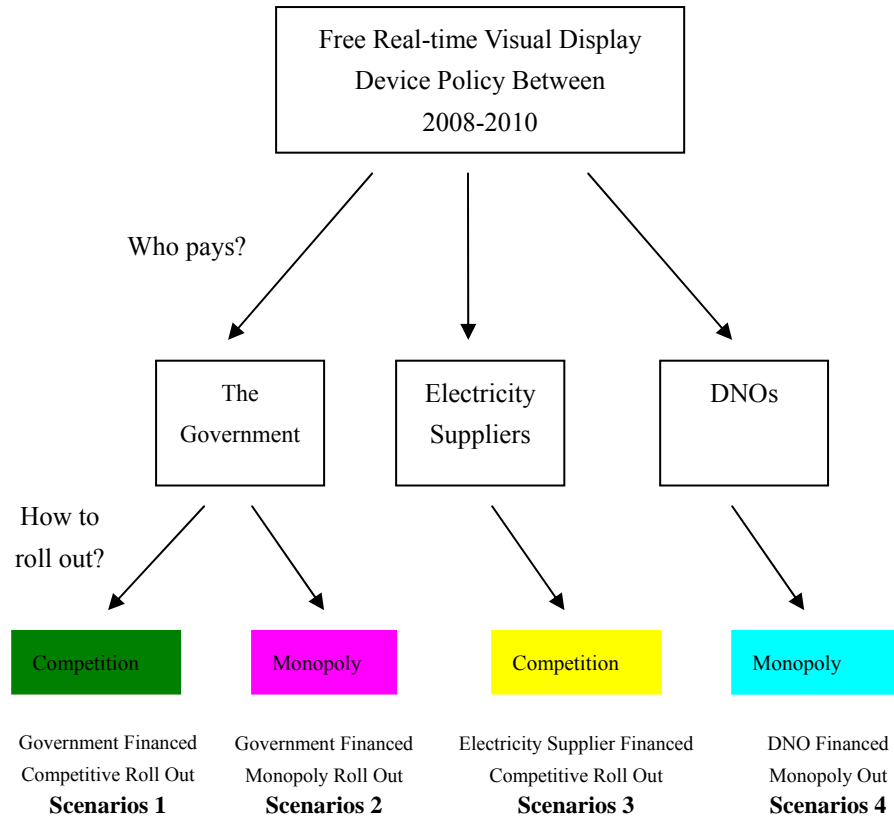 Free Real-time Visual Display
Device Policy Between
2008-2010
Who pays?
The
Government
Electricity
Suppliers
DNOs
How to
roll out?
Competition
Monopoly
Competition
Monopoly
Government Financed
Competitive Roll Out
Scenarios 1
Government Financed
Monopoly Roll Out
Scenarios 2
Electricity Supplier Financed
Competitive Roll Out
Scenarios 3
DNO Financed
Monopoly Out
Scenarios 4